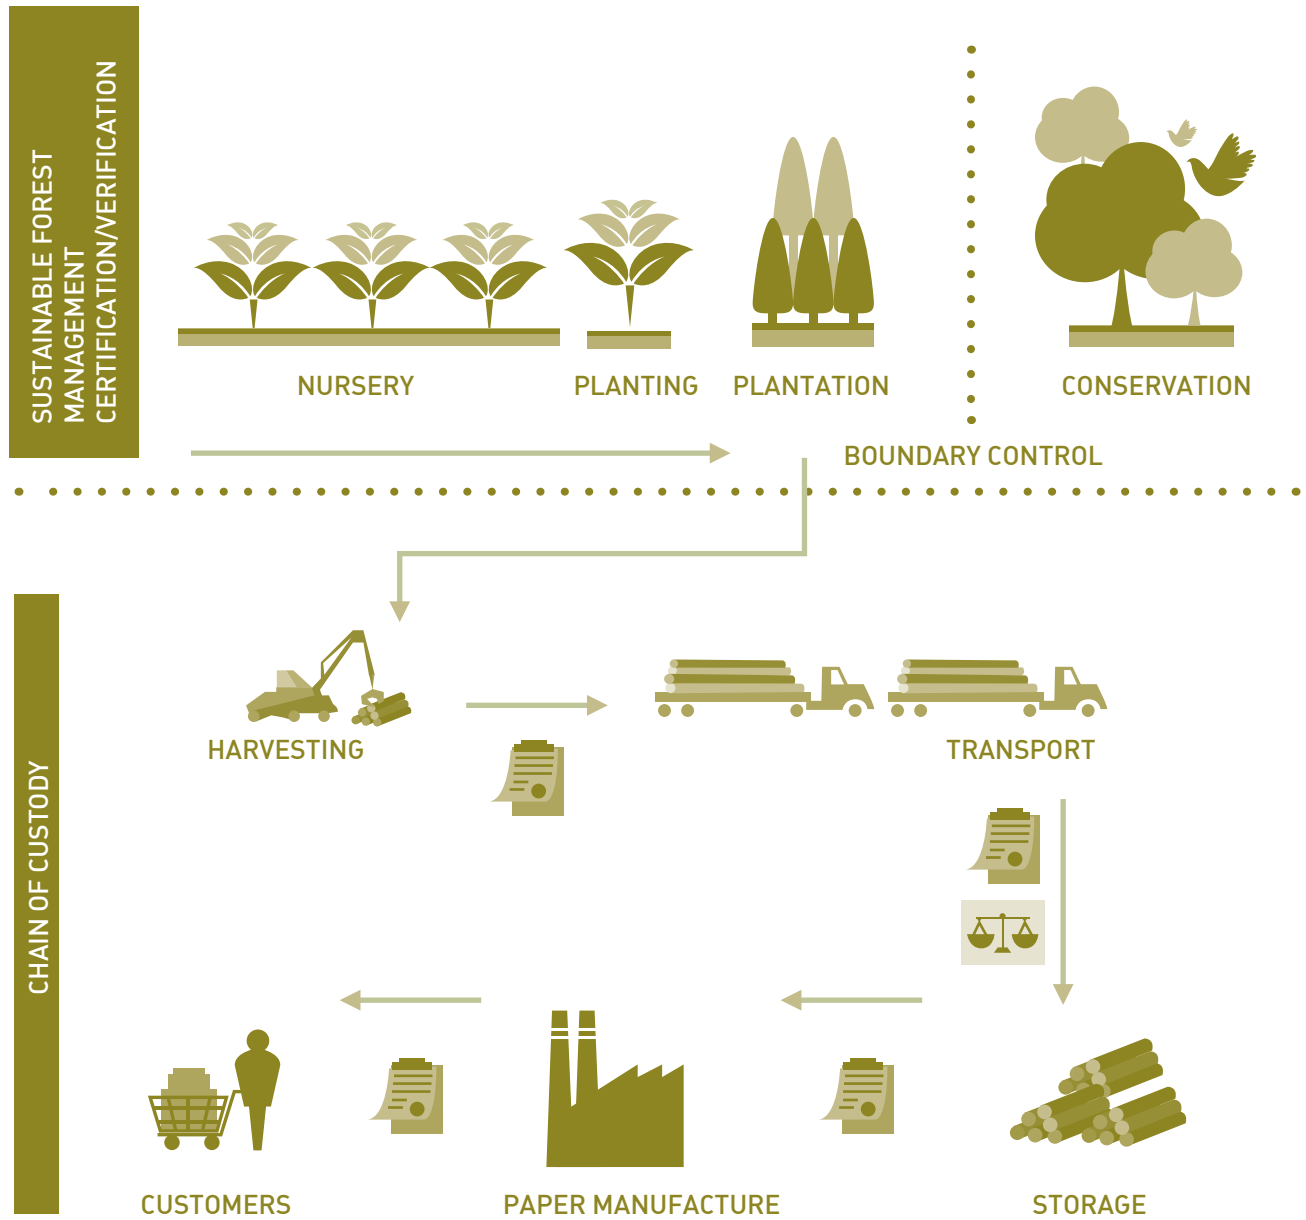 SUSTAINABLE FOREST
MANAGEMENT
CERTIFICATION/VERIFICATION
NURSERY
PLANTING
PLANTATION
CONSERVATION
BOUNDARY CONTROL
CHAIN OF CUSTODY
HARVESTING
TRANSPORT
CUSTOMERS
PAPER MANUFACTURE
STORAGE